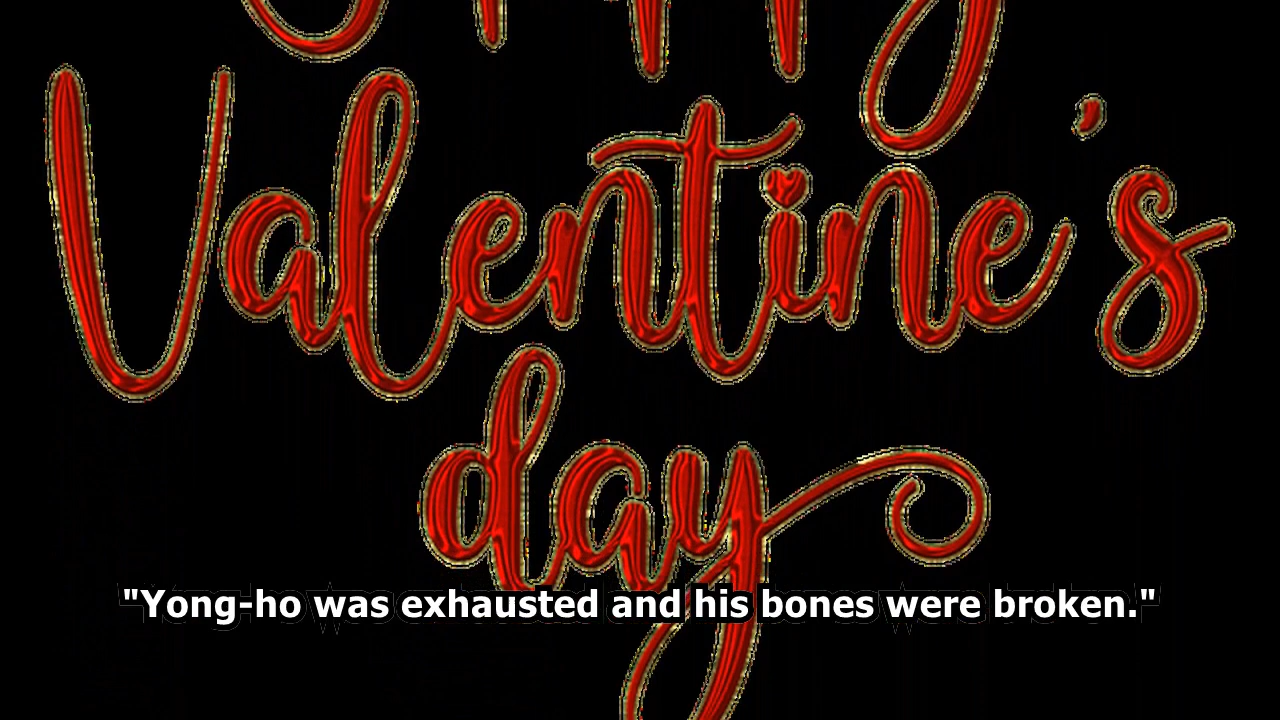 Valentine's
day
"Yong-ho was exhausted and his bones were broken."